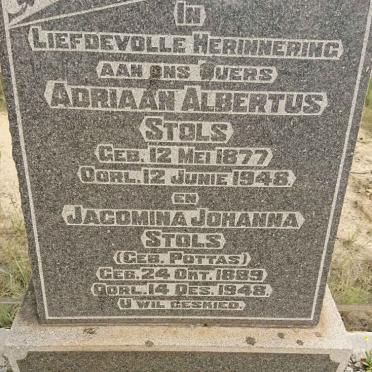 IN
LIEFDEVOLLE HERINNERING
AAN ONS OUERS
ADRIAAN ALBERTUS
STOLS
GEB. 12 MEI 1877
OORL. 12 JUNIE 1948.
EN
JACOMINA JOHANNA
STOLS
(GEB. POTTAS)
GEB. 24 OKT. 1889
OORL. 14 DES. 1948.
U WIL GESKIED.